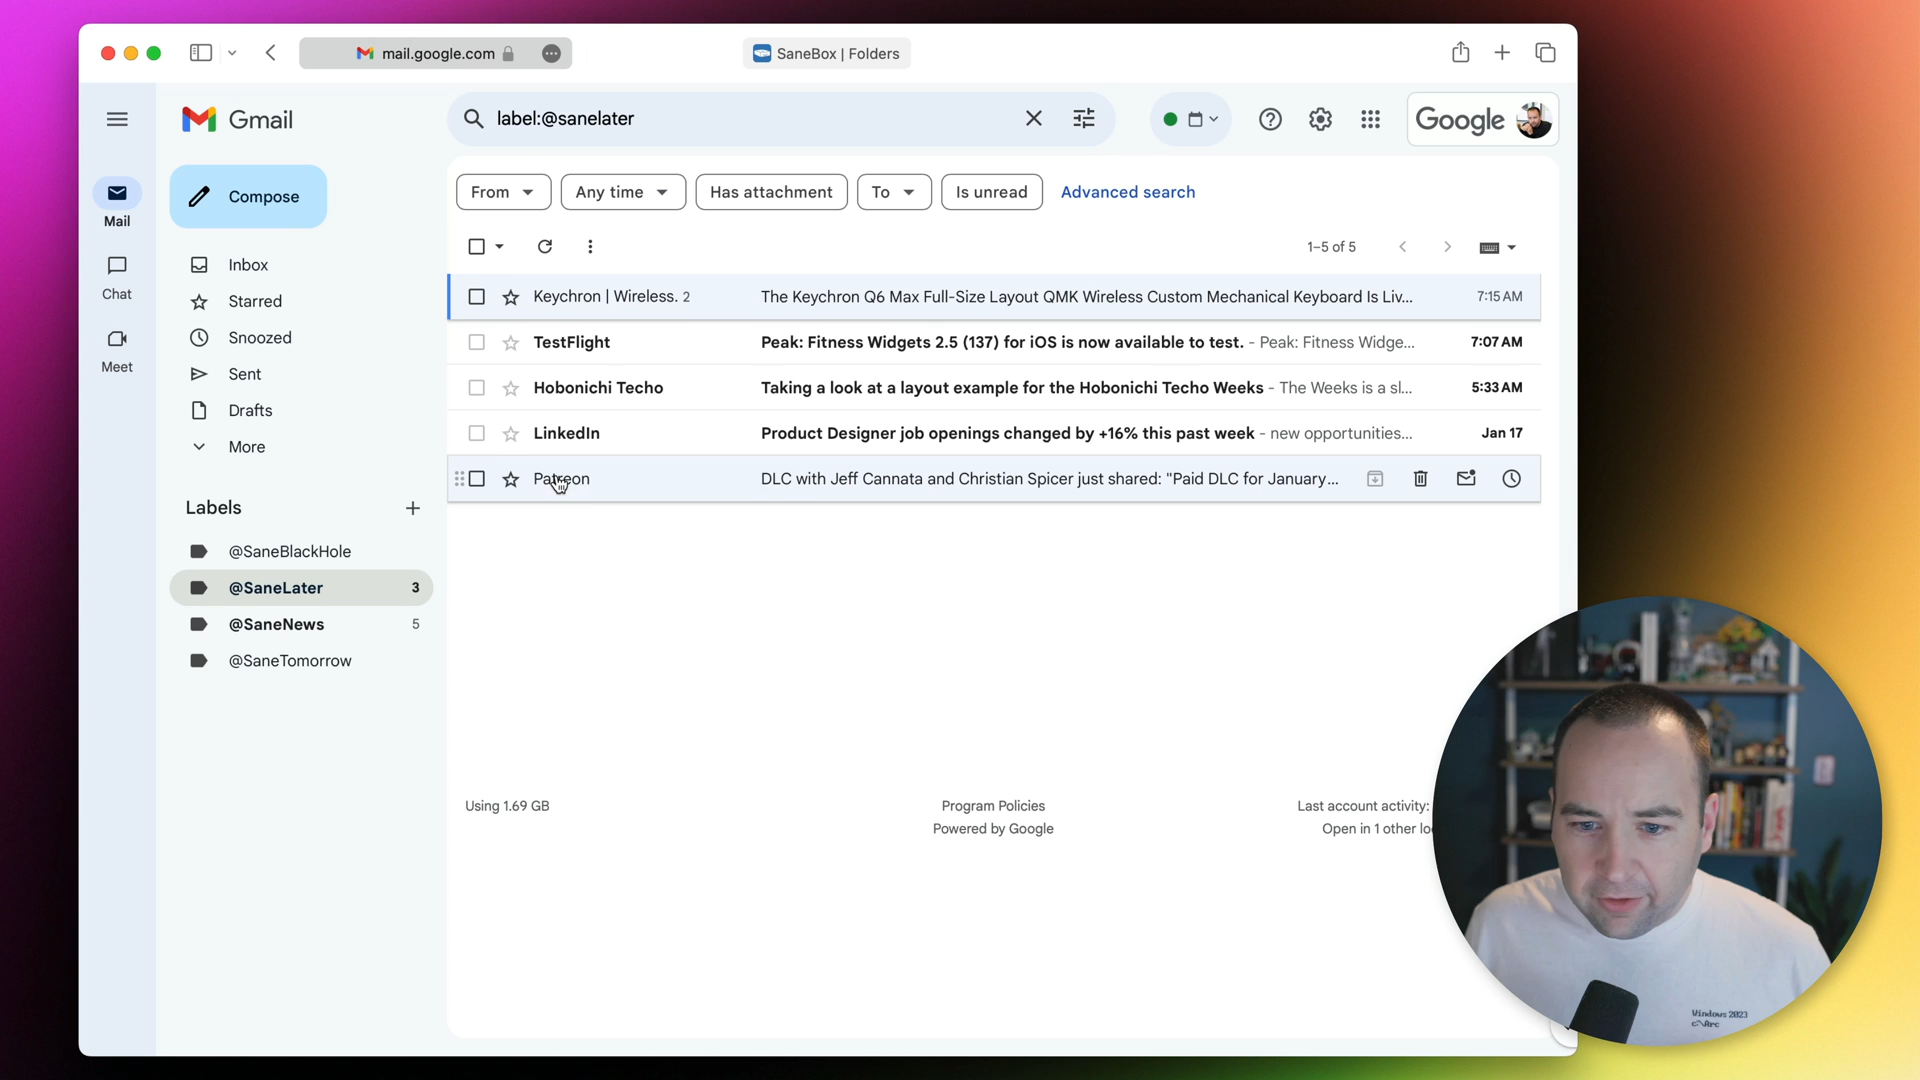 mail.google.com
SaneBox | Folders
Gmail
label:@sanelater
Google
Compose
From
Any time
Has attachment
To
Is unread
Advanced search
Mail
Chat
Meet
Inbox
Starred
Snoozed
Sent
Drafts
More
Labels
@SaneBlackHole
@SaneLater 3
@SaneNews 5
@SaneTomorrow
1–5 of 5
Keychron | Wireless. 2 The Keychron Q6 Max Full-Size Layout QMK Wireless Custom Mechanical Keyboard Is Liv... 7:15 AM
TestFlight Peak: Fitness Widgets 2.5 (137) for iOS is now available to test. - Peak: Fitness Widge... 7:07 AM
Hobonichi Techo Taking a look at a layout example for the Hobonichi Techo Weeks - The Weeks is a sl... 5:33 AM
LinkedIn Product Designer job openings changed by +16% this past week - new opportunities... Jan 17
Patreon DLC with Jeff Cannata and Christian Spicer just shared: "Paid DLC for January...
Using 1.69 GB
Program Policies
Powered by Google
Last account activity:
Open in 1 other lo
Windows 2023
c:\Arc